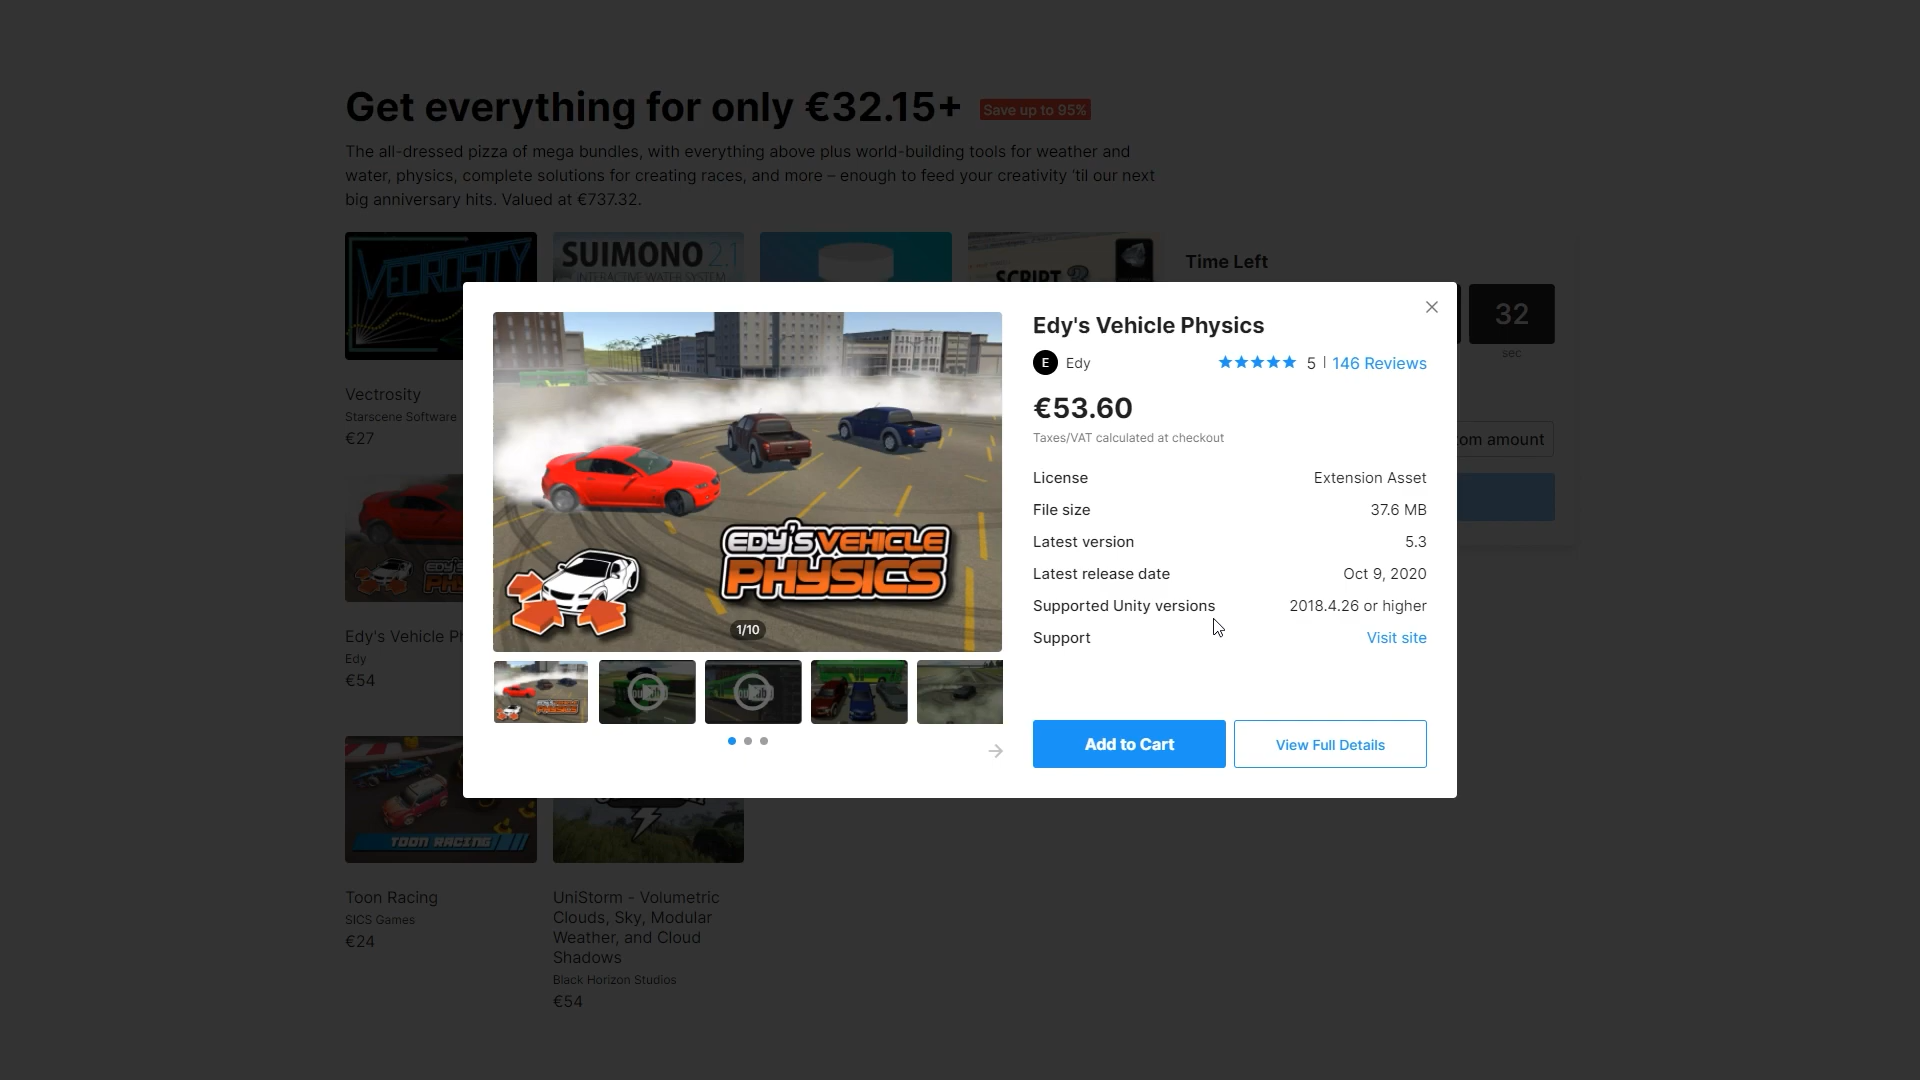 Get everything for only €32.15+ Save up to 95%
The all-dressed pizza of mega bundles, with everything above plus world-building tools for weather and
water, physics, complete solutions for creating races, and more – enough to feed your creativity 'til our next
big anniversary hits. Valued at €737.32.
VECTROSITY
SUIMONO 2.1
INTERACTIVE WATER SYSTEM
SCRIPT
Time Left
32
sec
Vectrosity
Starscene Software
€27
om amount
Edy's Vehicle Ph
Edy
€54
TOON RACING
Toon Racing
SICS Games
€24
UniStorm - Volumetric
Clouds, Sky, Modular
Weather, and Cloud
Shadows
Black Horizon Studios
€54
EDY'S VEHICLE
PHYSICS
1/10
Edy's Vehicle Physics
E Edy
5 | 146 Reviews
€53.60
Taxes/VAT calculated at checkout
License Extension Asset
File size 37.6 MB
Latest version 5.3
Latest release date Oct 9, 2020
Supported Unity versions 2018.4.26 or higher
Support Visit site
Add to Cart
View Full Details